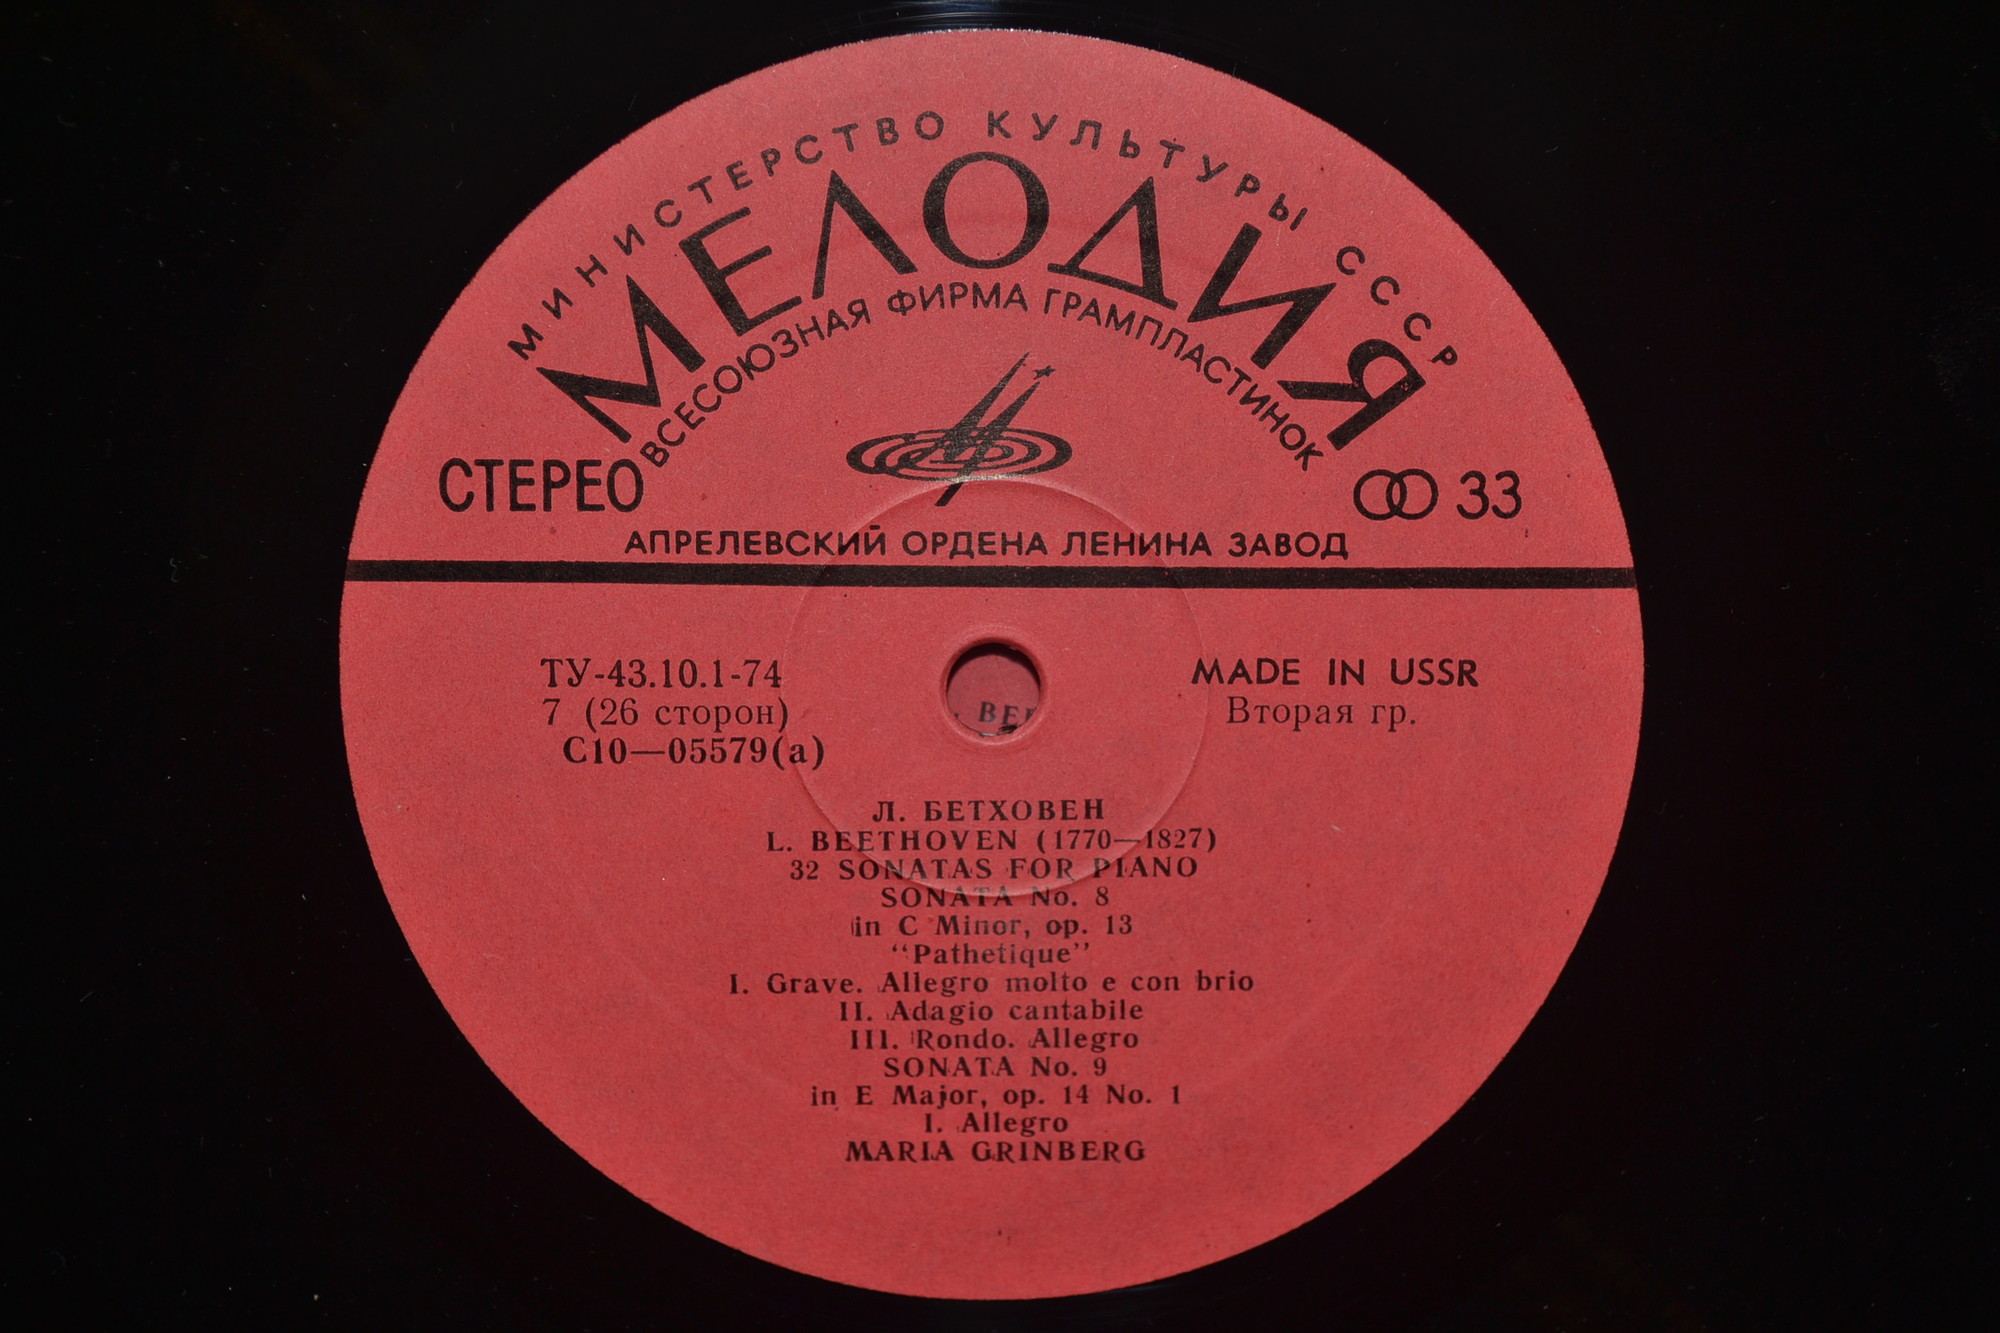 МИНИСТЕРСТВО КУЛЬТУРЫ СССР
МЕЛОДИЯ
ВСЕСОЮЗНАЯ ФИРМА ГРАМПЛАСТИНОК
СТЕРЕО
33
АПРЕЛЕВСКИЙ ОРДЕНА ЛЕНИНА ЗАВОД
ТУ-43.10.1-74
7 (26 сторон)
С10—05579(а)
MADE IN USSR
Вторая гр.
Л. БЕТХОВЕН
L. BEETHOVEN (1770—1827)
32 SONATAS FOR PIANO
SONATA No. 8
in C Minor, op. 13
“Pathetique”
I. Grave. Allegro molto e con brio
II. Adagio cantabile
III. Rondo. Allegro
SONATA No. 9
in E Major, op. 14 No. 1
I. Allegro
MARIA GRINBERG